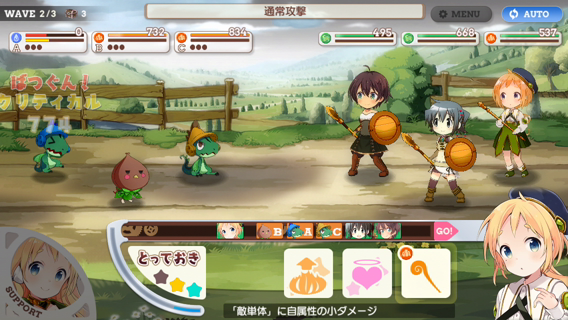 WAVE 2/3
3
通常攻撃
MENU
AUTO
A
0
B
732
C
834
495
668
537
ばつぐん!
クリティカル
B
A
C
GO!
とっておき
SUPPORT
「敵単体」に自属性の小ダメージ